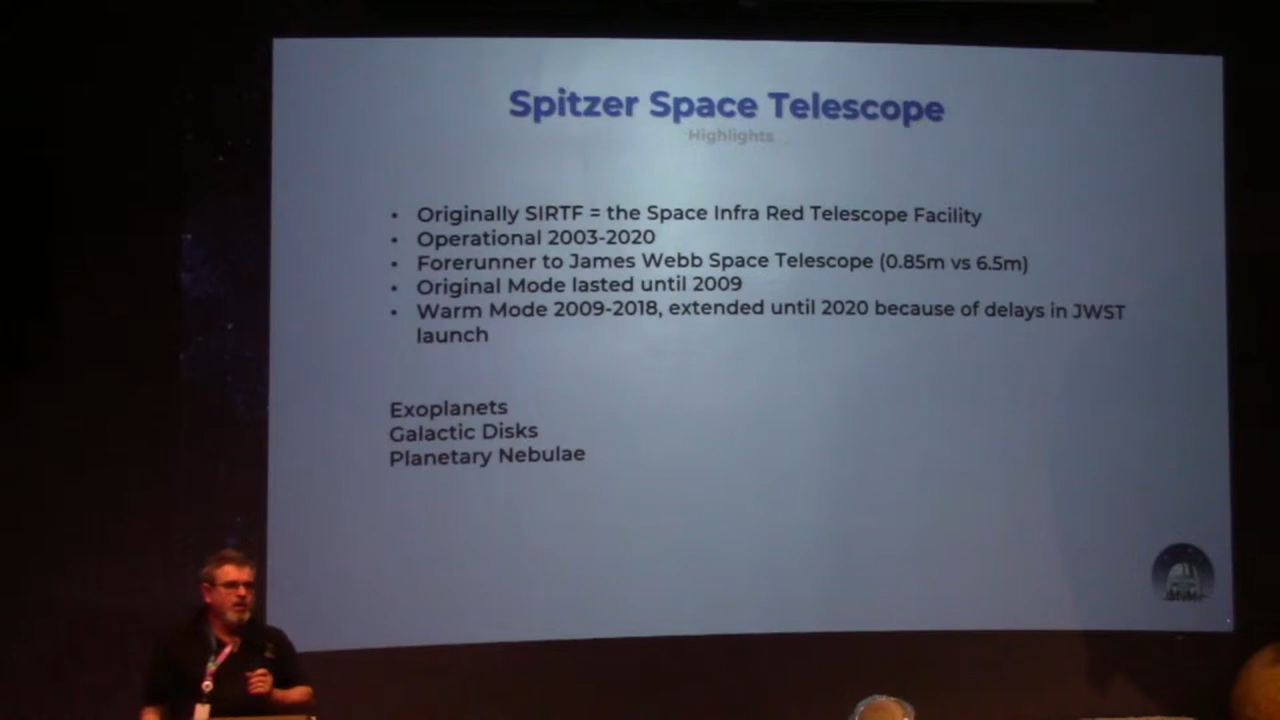 Spitzer Space Telescope
Highlights
• Originally SIRTF = the Space Infra Red Telescope Facility
• Operational 2003-2020
• Forerunner to James Webb Space Telescope (0.85m vs 6.5m)
• Original Mode lasted until 2009
• Warm Mode 2009-2018, extended until 2020 because of delays in JWST
launch
Exoplanets
Galactic Disks
Planetary Nebulae